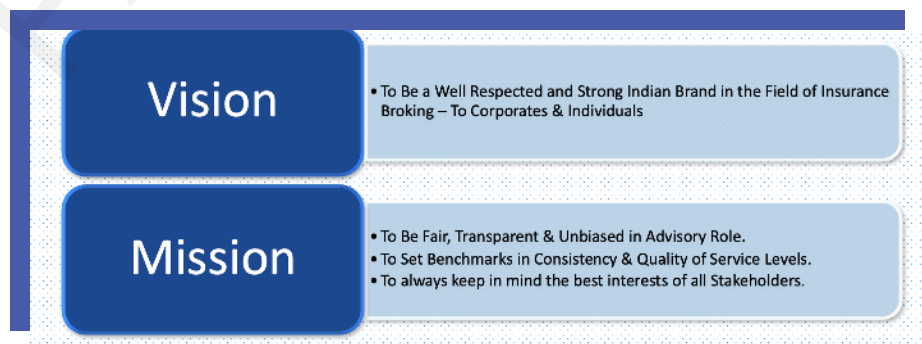 Vision
• To Be a Well Respected and Strong Indian Brand in the Field of Insurance
Broking – To Corporates & Individuals
Mission
• To Be Fair, Transparent & Unbiased in Advisory Role.
• To Set Benchmarks in Consistency & Quality of Service Levels.
• To always keep in mind the best interests of all Stakeholders.